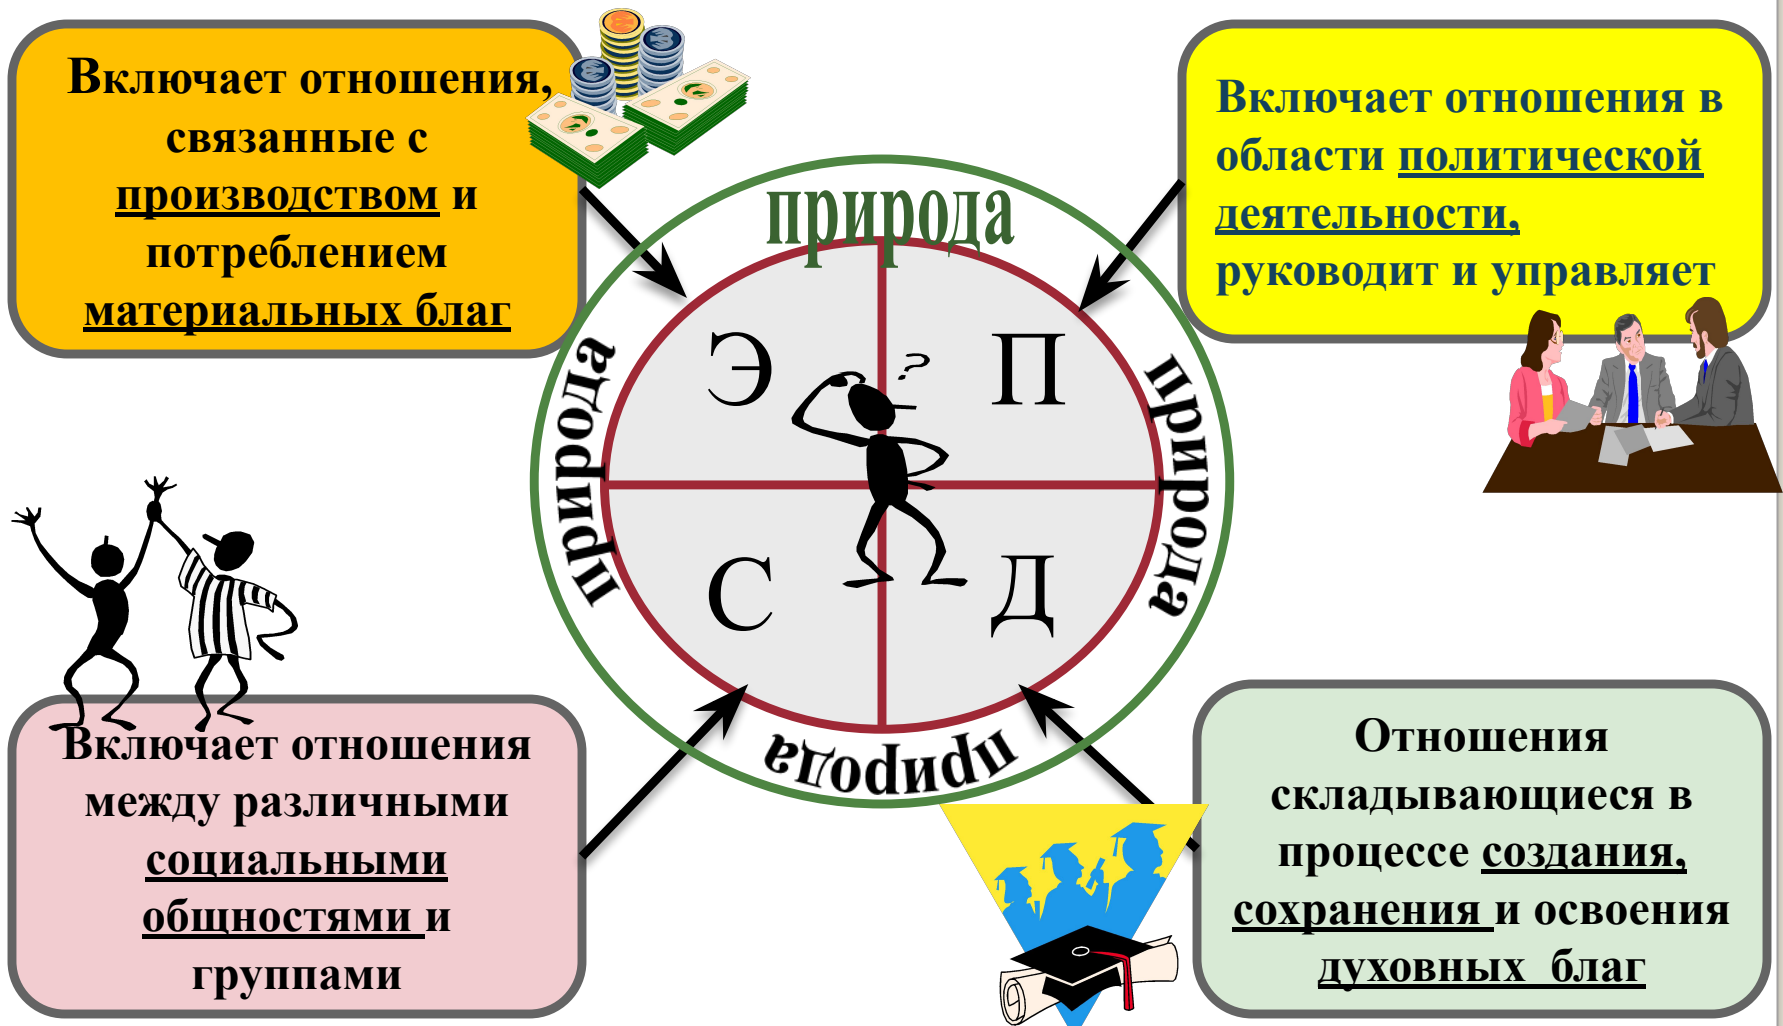 Включает отношения,
связанные с
производством и
потреблением
материальных благ
Включает отношения в
области политической
деятельности,
руководит и управляет
природа
природа
природа
природа
Э
П
?
С
Д
Включает отношения
между различными
социальными
общностями и
группами
Отношения
складывающиеся в
процессе создания,
сохранения и освоения
духовных благ